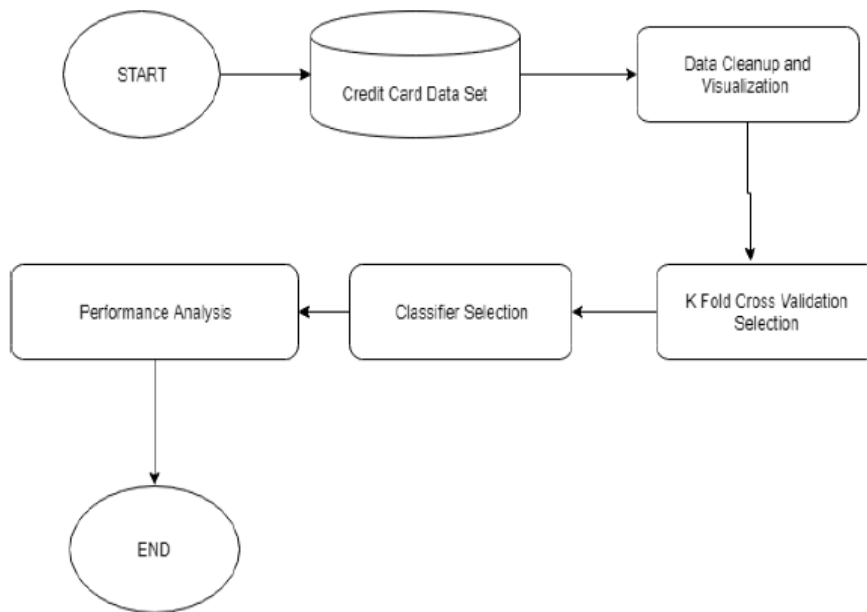 START
Credit Card Data Set
Data Cleanup and
Visualization
K Fold Cross Validation
Selection
Classifier Selection
Performance Analysis
END